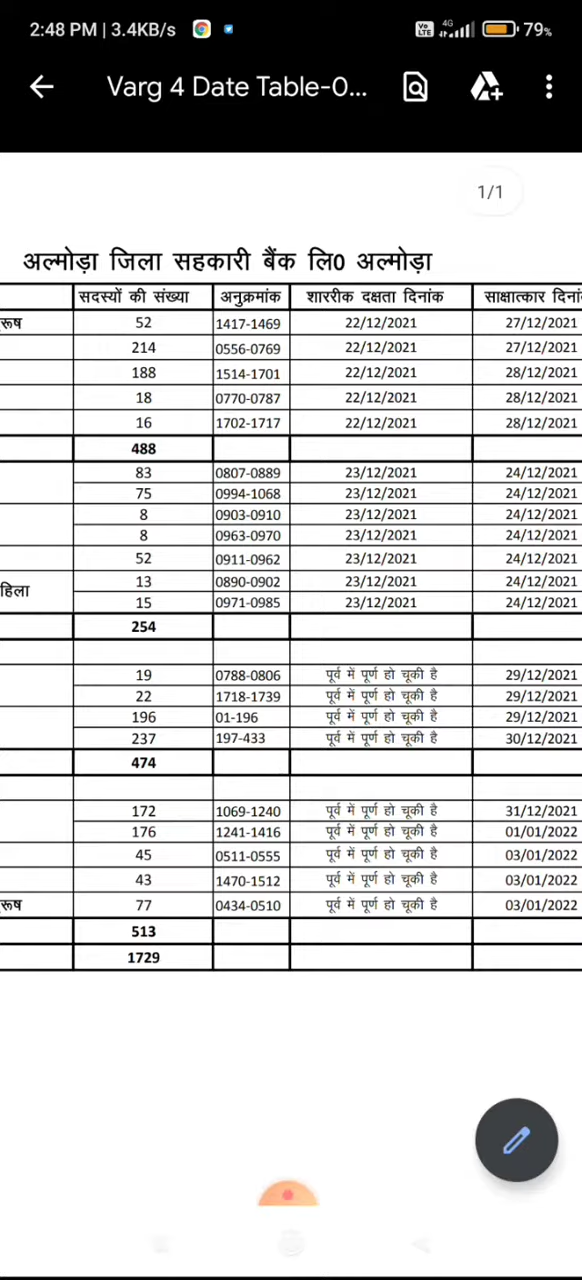 2:48 PM | 3.4KB/s Vo LTE 4G 79%
Varg 4 Date Table-0...
1/1
अल्मोड़ा जिला सहकारी बैंक लि0 अल्मोड़ा
सदस्यों की संख्या अनुक्रमांक शाररीक दक्षता दिनांक साक्षात्कार दिनां
रूष 52 1417-1469 22/12/2021 27/12/2021
214 0556-0769 22/12/2021 27/12/2021
188 1514-1701 22/12/2021 28/12/2021
18 0770-0787 22/12/2021 28/12/2021
16 1702-1717 22/12/2021 28/12/2021
488
83 0807-0889 23/12/2021 24/12/2021
75 0994-1068 23/12/2021 24/12/2021
8 0903-0910 23/12/2021 24/12/2021
8 0963-0970 23/12/2021 24/12/2021
52 0911-0962 23/12/2021 24/12/2021
हिला 13 0890-0902 23/12/2021 24/12/2021
15 0971-0985 23/12/2021 24/12/2021
254
19 0788-0806 पूर्व में पूर्ण हो चूकी है 29/12/2021
22 1718-1739 पूर्व में पूर्ण हो चूकी है 29/12/2021
196 01-196 पूर्व में पूर्ण हो चूकी है 29/12/2021
237 197-433 पूर्व में पूर्ण हो चूकी है 30/12/2021
474
172 1069-1240 पूर्व में पूर्ण हो चूकी है 31/12/2021
176 1241-1416 पूर्व में पूर्ण हो चूकी है 01/01/2022
45 0511-0555 पूर्व में पूर्ण हो चूकी है 03/01/2022
43 1470-1512 पूर्व में पूर्ण हो चूकी है 03/01/2022
रूष 77 0434-0510 पूर्व में पूर्ण हो चूकी है 03/01/2022
513
1729